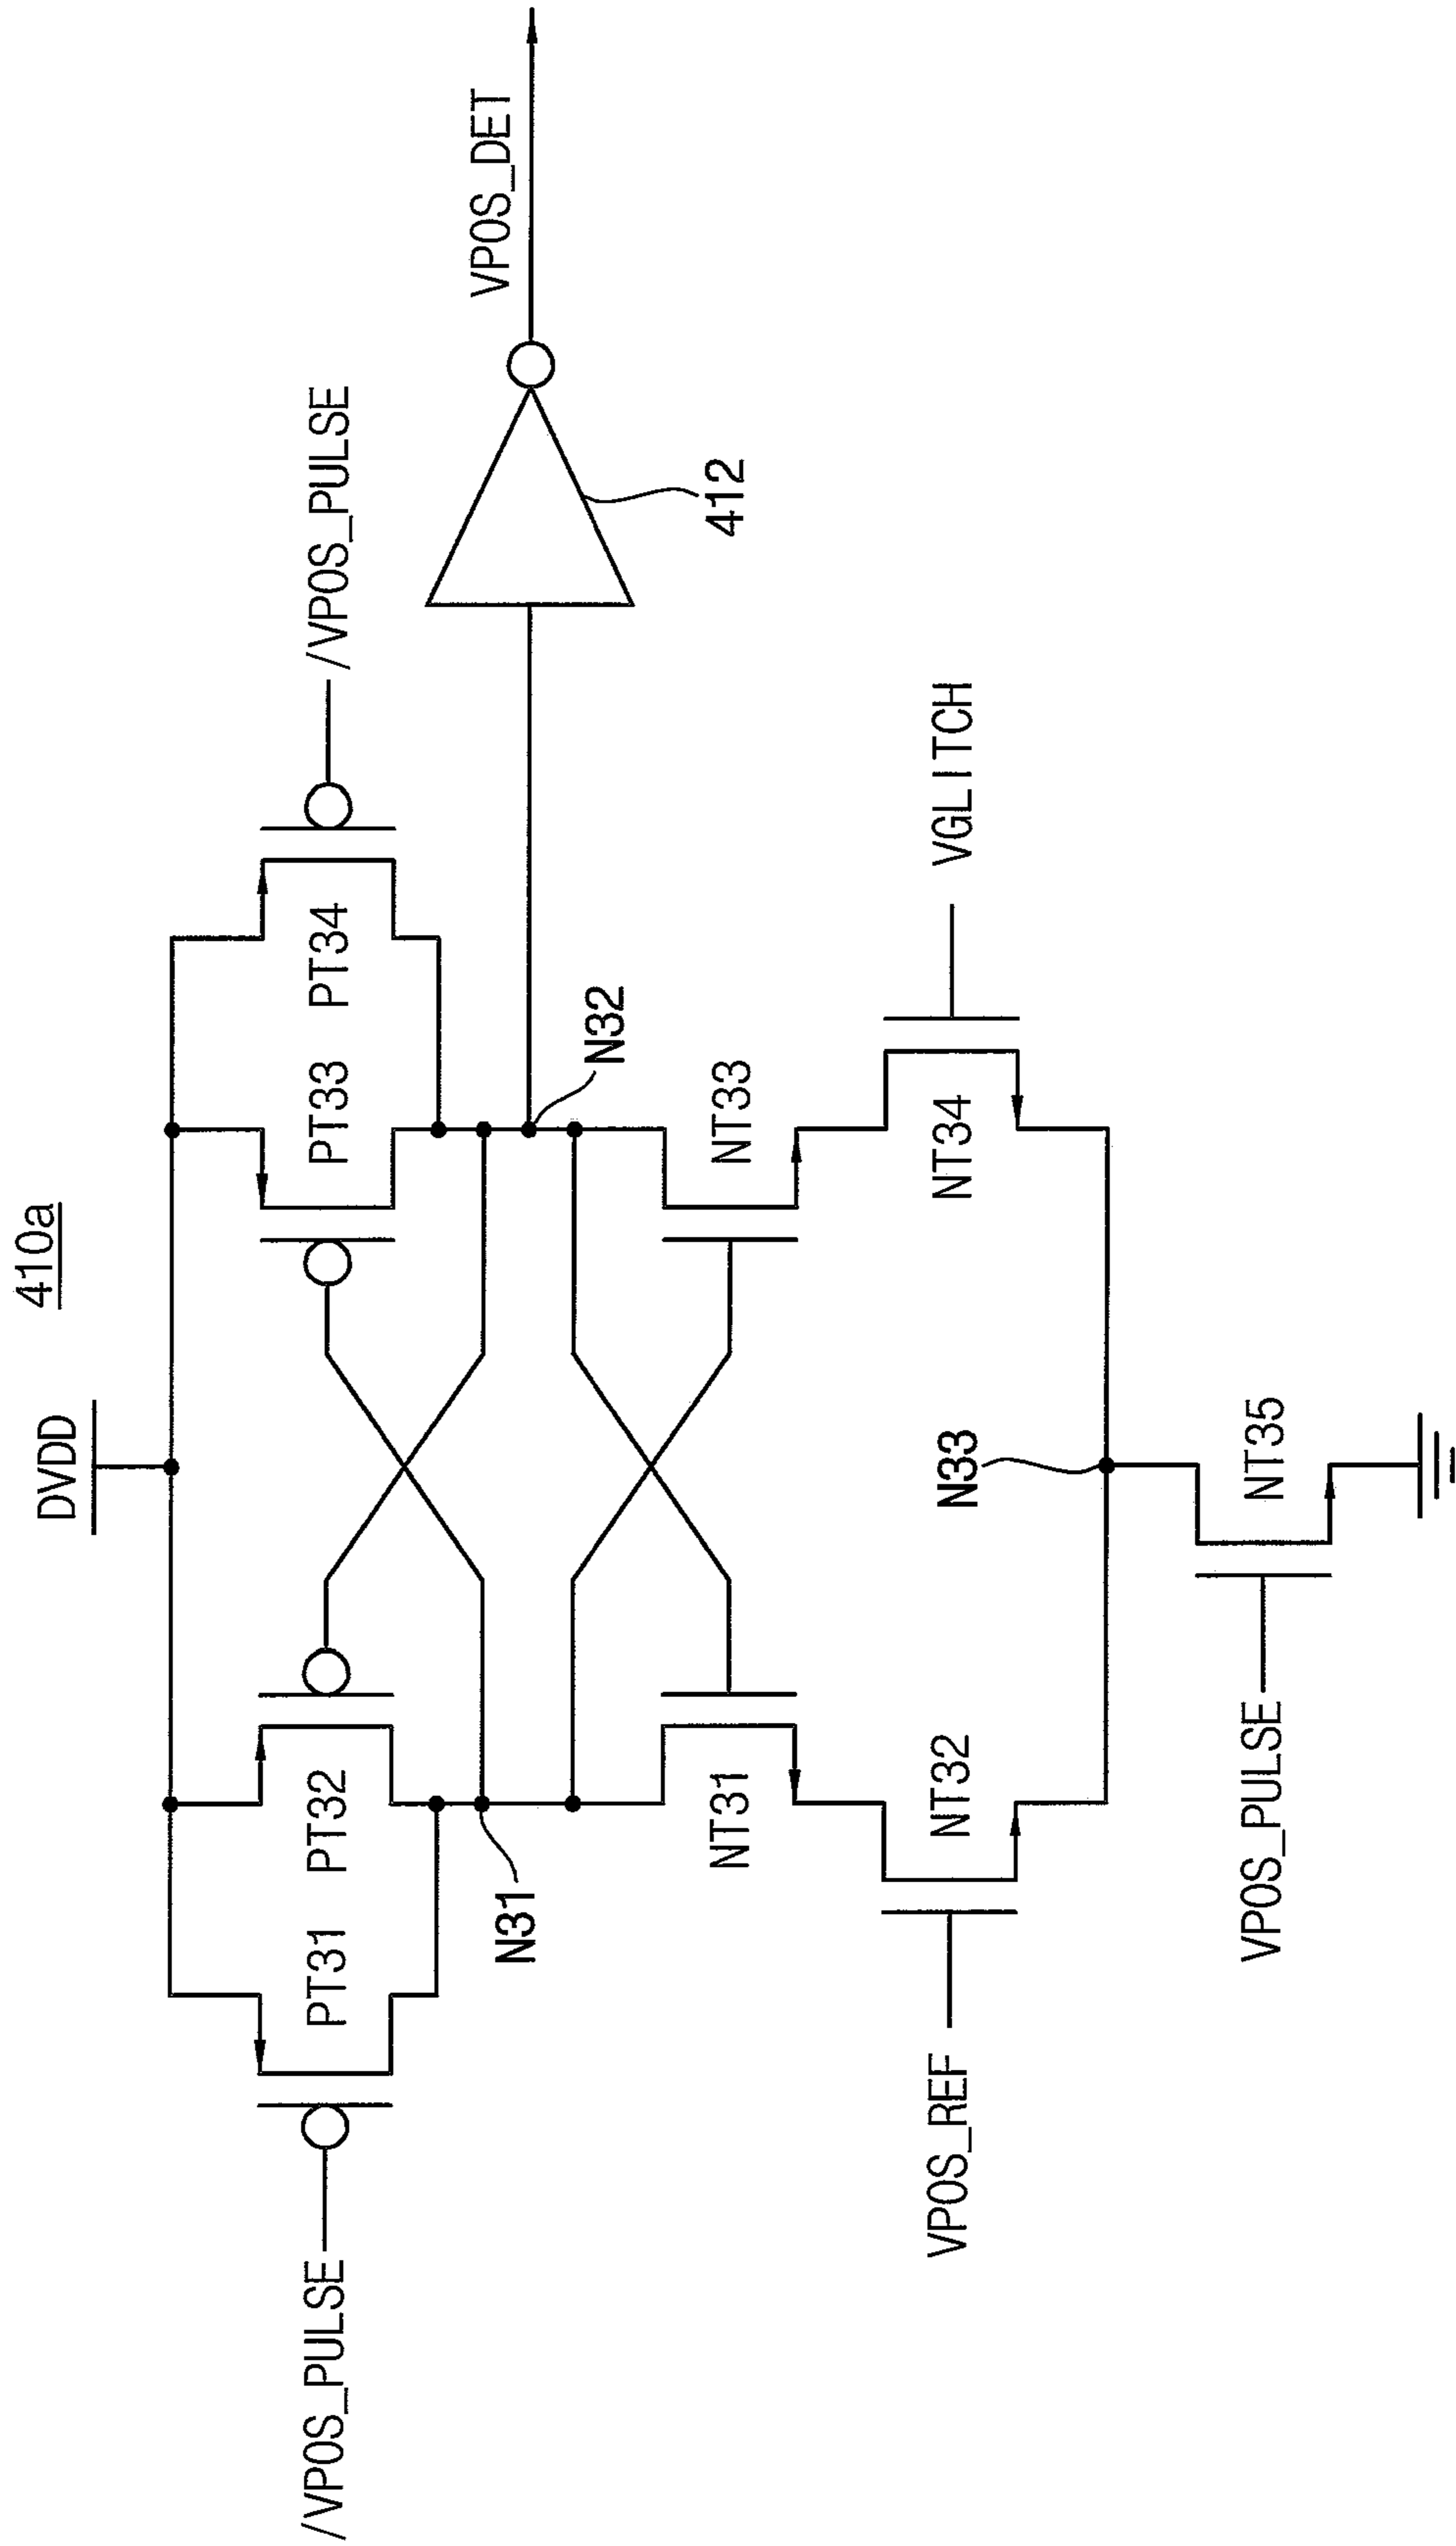 410a
DVDD
/VPOS_PULSE
PT31
PT32
PT33
PT34
/VPOS_PULSE
N31
N32
VPOS_DET
412
NT31
NT33
VPOS_REF
NT32
NT34
VGLITCH
N33
VPOS_PULSE
NT35